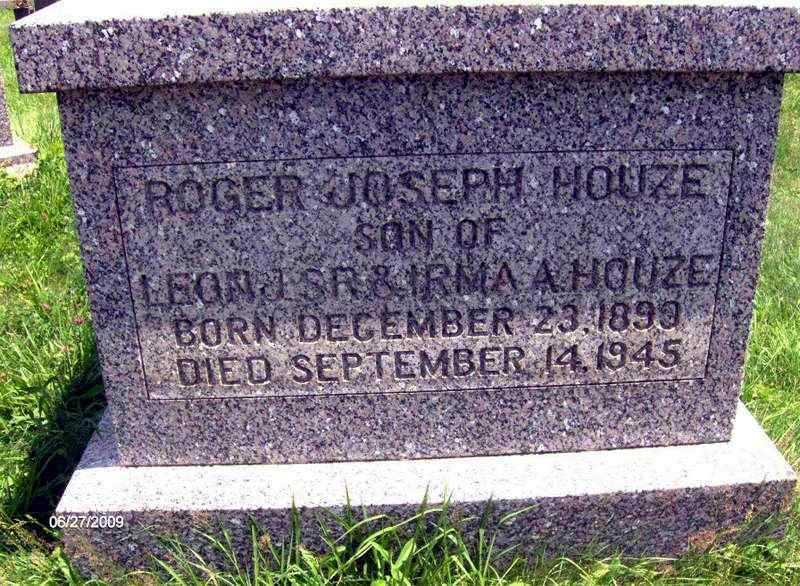 ROGER JOSEPH HOUZE
SON OF
LEON J. SR. & IRMA A. HOUZE
BORN DECEMBER 23, 1890
DIED SEPTEMBER 14, 1945
06/27/2009